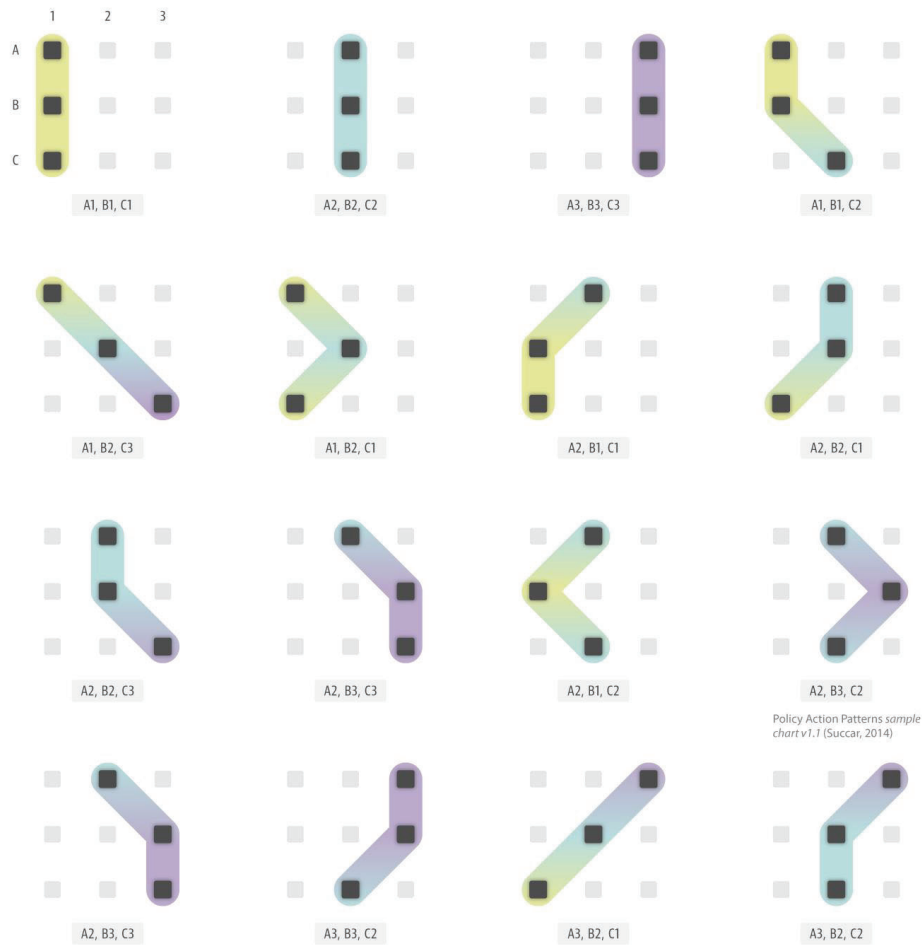 1 2 3
A
B
C
A1, B1, C1
A2, B2, C2
A3, B3, C3
A1, B1, C2
A1, B2, C3
A1, B2, C1
A2, B1, C1
A2, B2, C1
A2, B2, C3
A2, B3, C3
A2, B1, C2
A2, B3, C2
Policy Action Patterns sample
chart v1.1 (Succar, 2014)
A2, B3, C3
A3, B3, C2
A3, B2, C1
A3, B2, C2